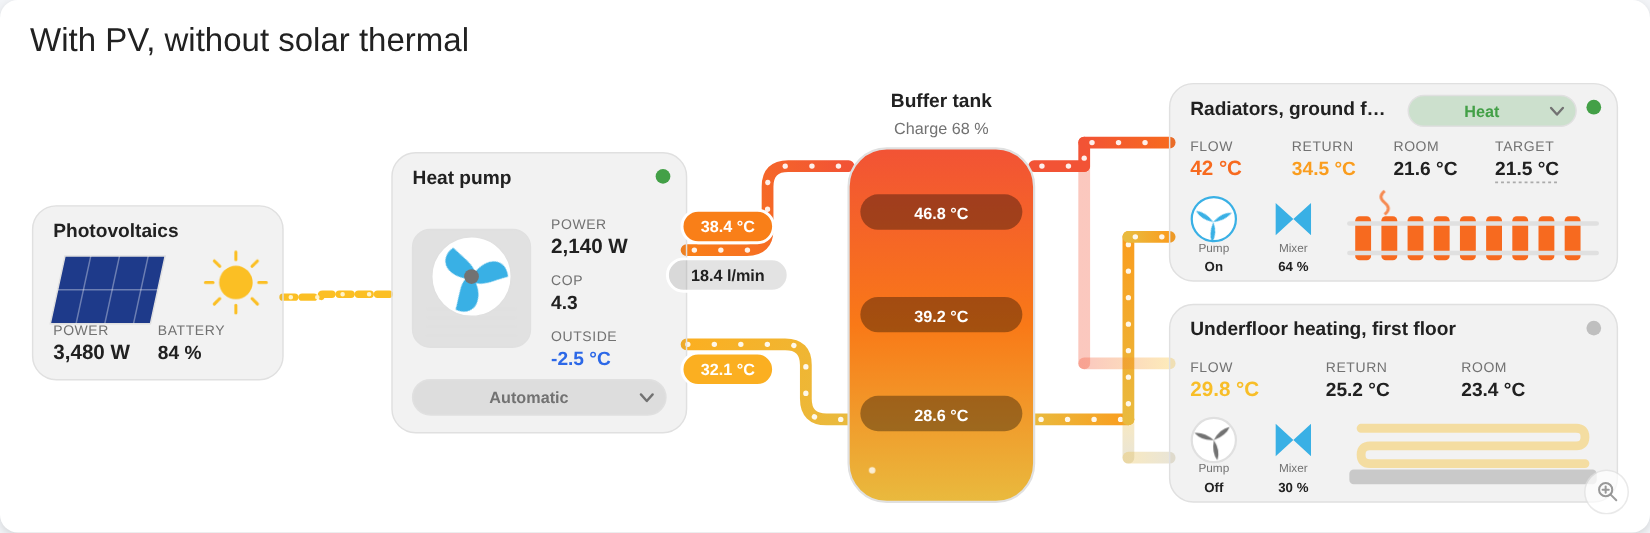 With PV, without solar thermal
Photovoltaics
POWER
3,480 W
BATTERY
84 %
Heat pump
POWER
2,140 W
COP
4.3
OUTSIDE
-2.5 °C
Automatic
38.4 °C
18.4 l/min
32.1 °C
Buffer tank
Charge 68 %
46.8 °C
39.2 °C
28.6 °C
Radiators, ground f…
Heat
FLOW RETURN ROOM TARGET
42 °C 34.5 °C 21.6 °C 21.5 °C
Pump Mixer
On 64 %
Underfloor heating, first floor
FLOW RETURN ROOM
29.8 °C 25.2 °C 23.4 °C
Pump Mixer
Off 30 %